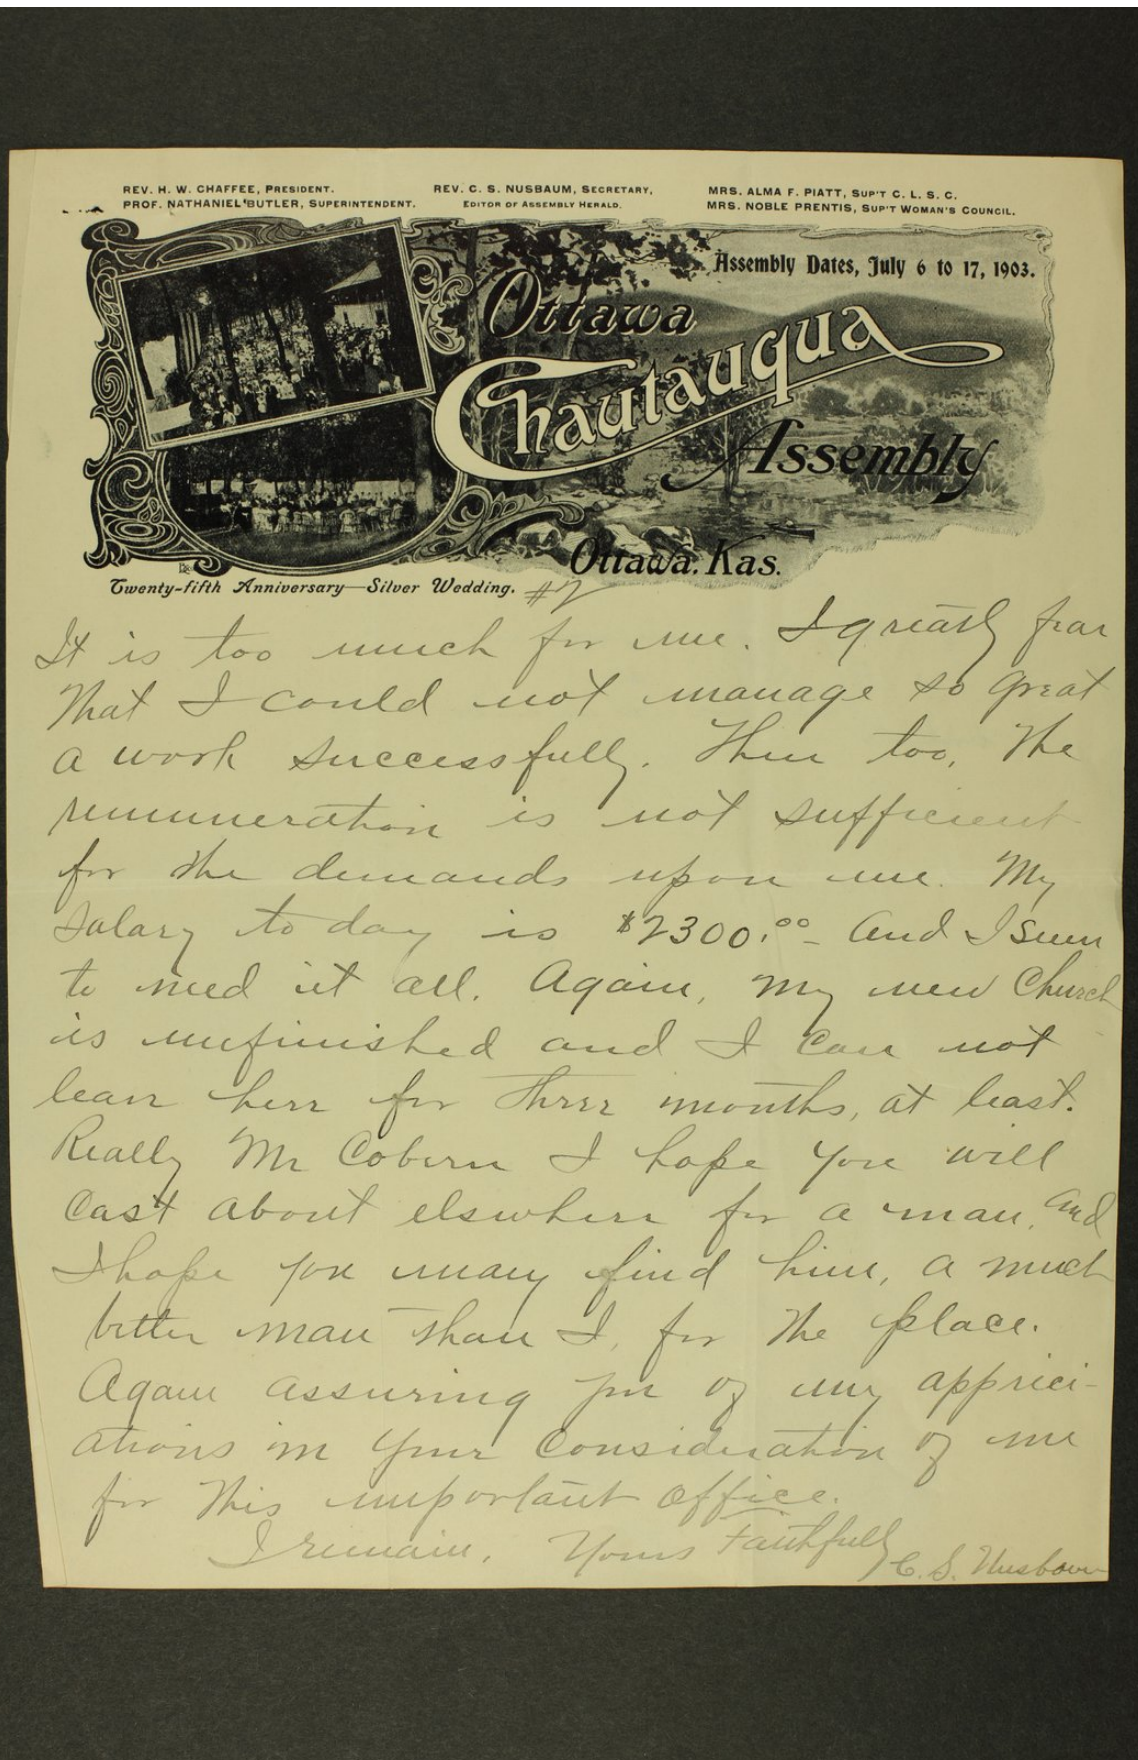 REV. H. W. CHAFFEE, PRESIDENT.
PROF. NATHANIEL BUTLER, SUPERINTENDENT.
REV. C. S. NUSBAUM, SECRETARY,
EDITOR OF ASSEMBLY HERALD.
MRS. ALMA F. PIATT, SUP'T C. L. S. C.
MRS. NOBLE PRENTIS, SUP'T WOMAN'S COUNCIL.
Assembly Dates, July 6 to 17, 1903.
Ottawa
Chautauqua
Assembly
Ottawa, Kas.
Twenty-fifth Anniversary—Silver Wedding.
#2
It is too much for me. I greatly fear
that I could not manage so great
a work successfully. Then too, the
remuneration is not sufficient
for the demands upon me. My
salary to day is $2300.00 – And I seem
to need it all. Again, my new Church
is unfinished and I can not
leave here for three months, at least.
Really Mr Coburn I hope you will
cast about elsewhere for a man, and
I hope you may find him, a much
better man than I, for the place.
Again assuring you of my apprici-
ations in your consideration of me
for this important office.
I remain, Yours Faithfully
C. S. Nusbaum